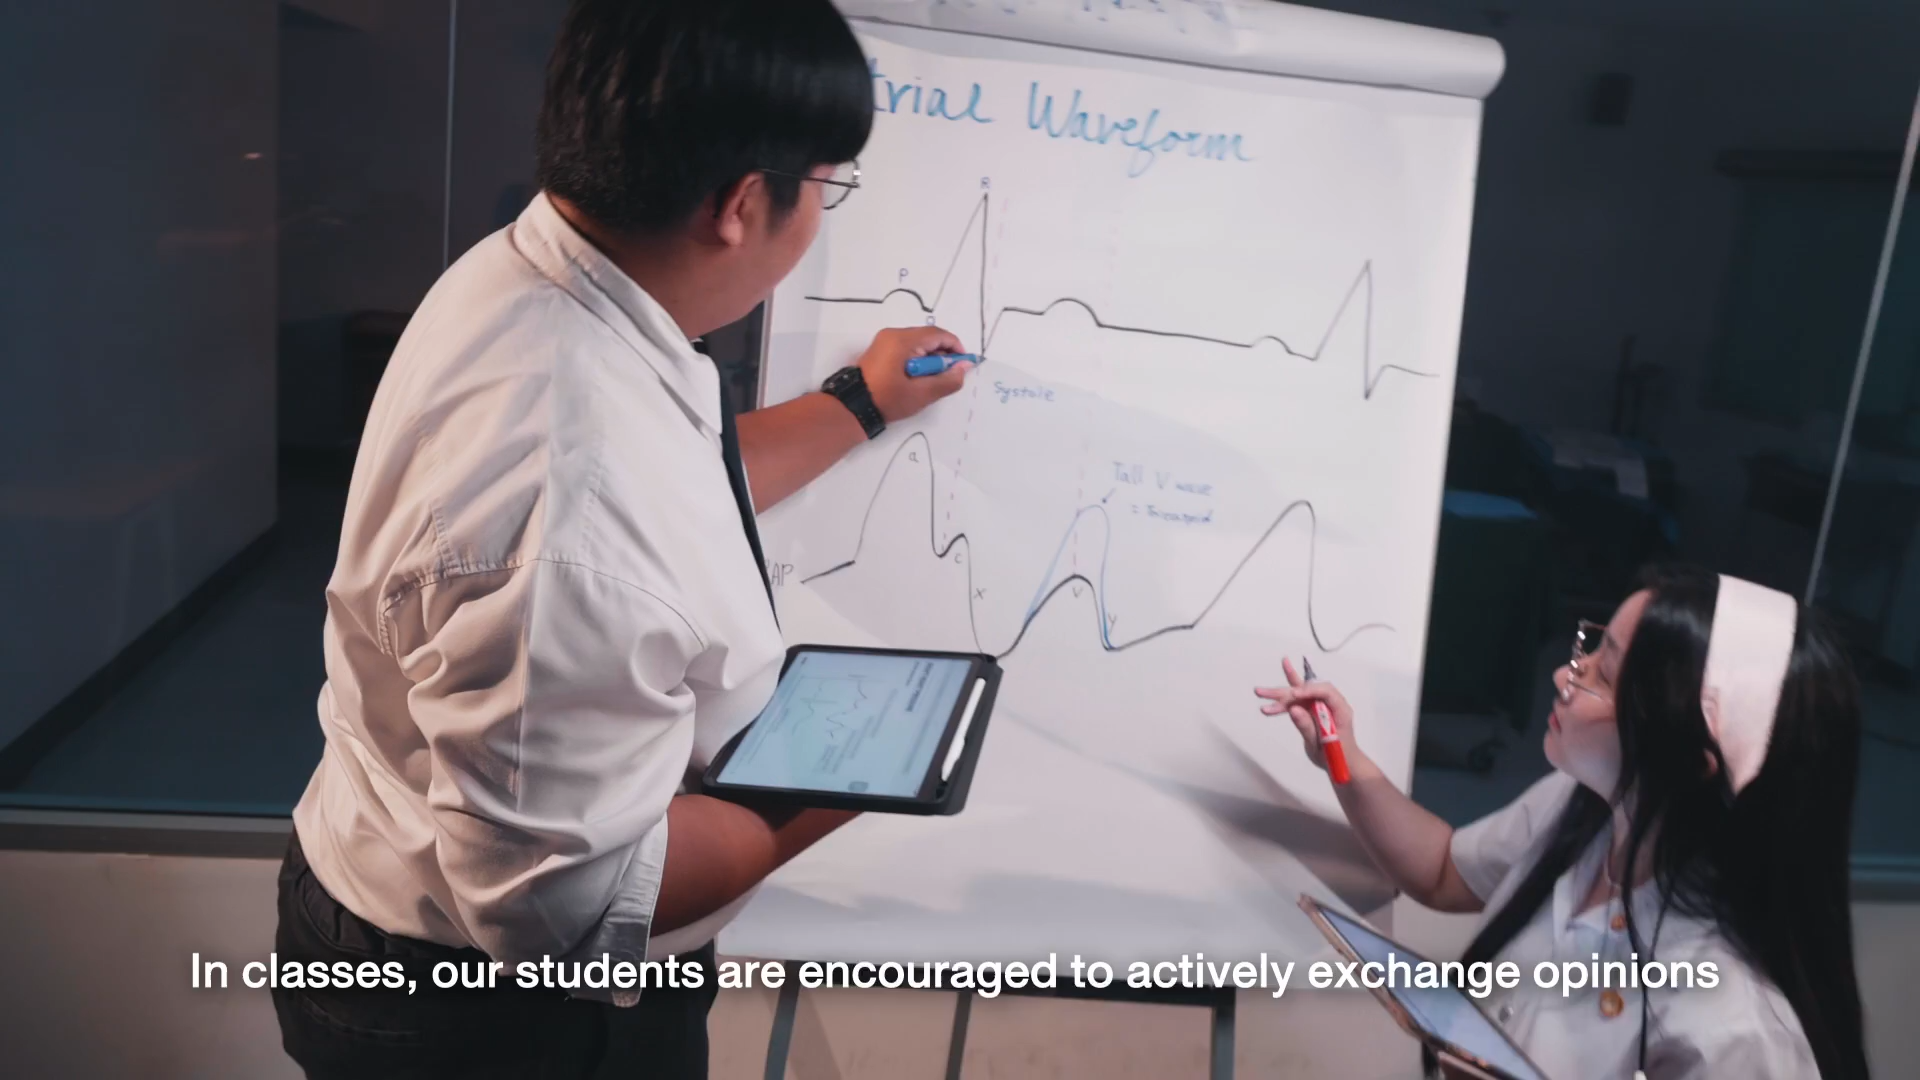 trial Waveform
R
P
Q
Systole
a
Tall V wave
c
AP
x
v
y
In classes, our students are encouraged to actively exchange opinions